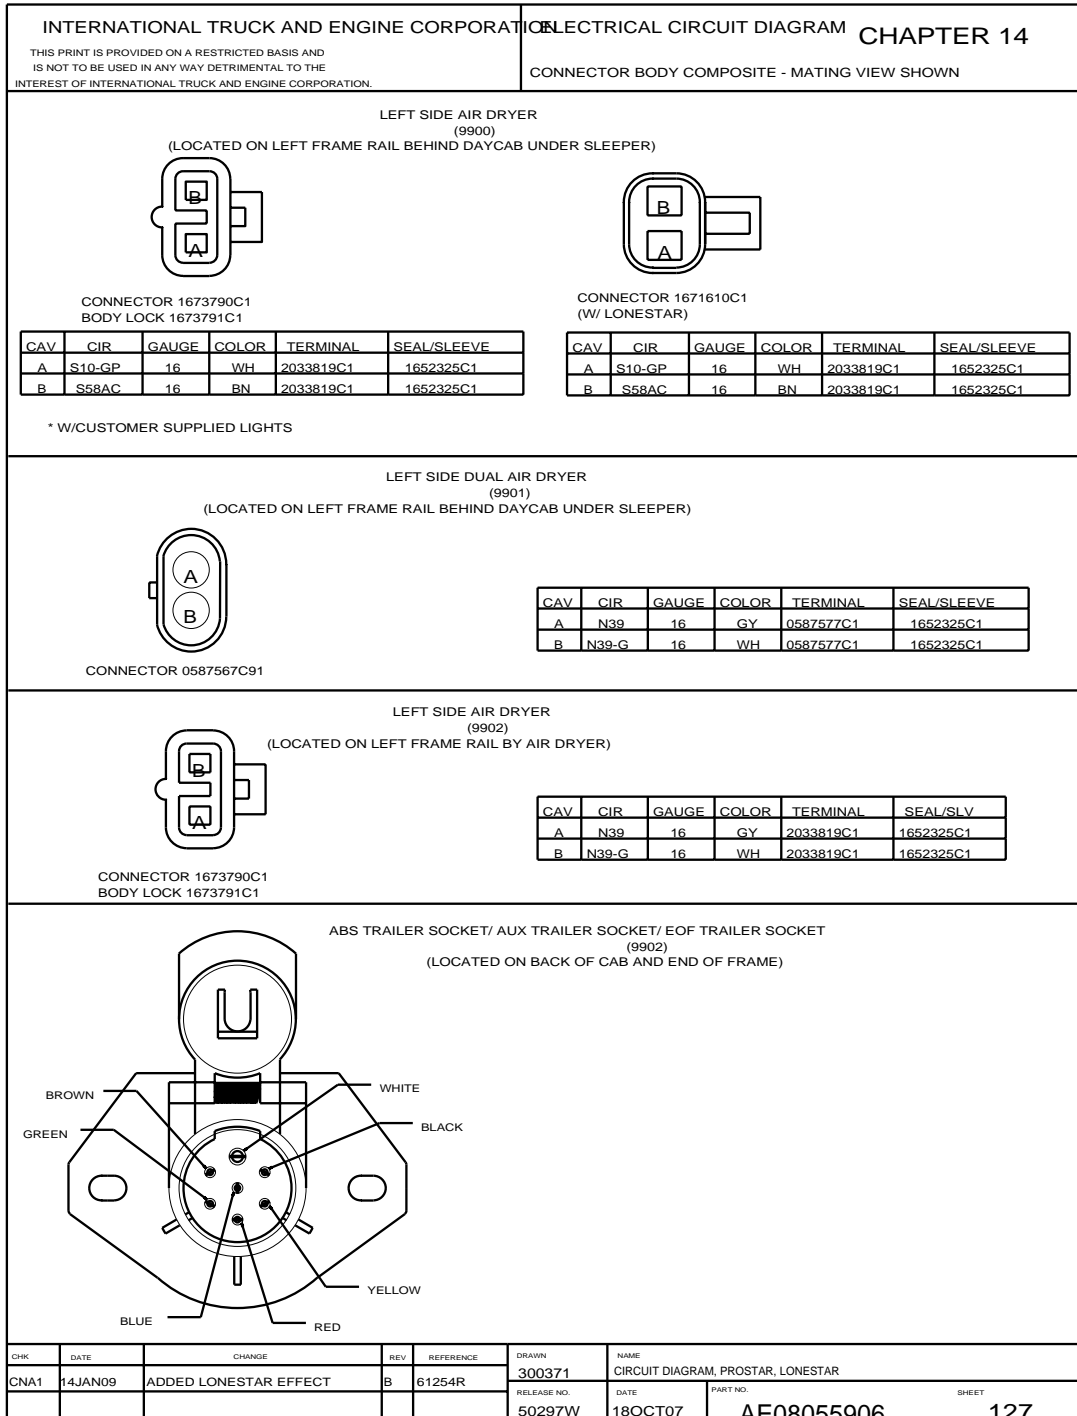 INTERNATIONAL TRUCK AND ENGINE CORPORATION
THIS PRINT IS PROVIDED ON A RESTRICTED BASIS AND
IS NOT TO BE USED IN ANY WAY DETRIMENTAL TO THE
INTEREST OF INTERNATIONAL TRUCK AND ENGINE CORPORATION.
ELECTRICAL CIRCUIT DIAGRAM CHAPTER 14
CONNECTOR BODY COMPOSITE - MATING VIEW SHOWN
LEFT SIDE AIR DRYER
(9900)
(LOCATED ON LEFT FRAME RAIL BEHIND DAYCAB UNDER SLEEPER)
B
A
CONNECTOR 1673790C1
BODY LOCK 1673791C1
CAV CIR GAUGE COLOR TERMINAL SEAL/SLEEVE
A S10-GP 16 WH 2033819C1 1652325C1
B S58AC 16 BN 2033819C1 1652325C1
* W/CUSTOMER SUPPLIED LIGHTS
B
A
CONNECTOR 1671610C1
(W/ LONESTAR)
CAV CIR GAUGE COLOR TERMINAL SEAL/SLEEVE
A S10-GP 16 WH 2033819C1 1652325C1
B S58AC 16 BN 2033819C1 1652325C1
LEFT SIDE DUAL AIR DRYER
(9901)
(LOCATED ON LEFT FRAME RAIL BEHIND DAYCAB UNDER SLEEPER)
A
B
CONNECTOR 0587567C91
CAV CIR GAUGE COLOR TERMINAL SEAL/SLEEVE
A N39 16 GY 0587577C1 1652325C1
B N39-G 16 WH 0587577C1 1652325C1
LEFT SIDE AIR DRYER
(9902)
(LOCATED ON LEFT FRAME RAIL BY AIR DRYER)
B
A
CONNECTOR 1673790C1
BODY LOCK 1673791C1
CAV CIR GAUGE COLOR TERMINAL SEAL/SLV
A N39 16 GY 2033819C1 1652325C1
B N39-G 16 WH 2033819C1 1652325C1
ABS TRAILER SOCKET/ AUX TRAILER SOCKET/ EOF TRAILER SOCKET
(9902)
(LOCATED ON BACK OF CAB AND END OF FRAME)
BROWN
WHITE
GREEN
BLACK
YELLOW
BLUE
RED
CHK DATE CHANGE REV REFERENCE
CNA1 14JAN09 ADDED LONESTAR EFFECT B 61254R
DRAWN
300371
NAME
CIRCUIT DIAGRAM, PROSTAR, LONESTAR
RELEASE NO.
50297W
DATE
18OCT07
PART NO.
AE08055906
SHEET
127